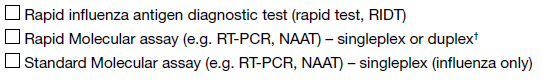 ☐ Rapid influenza antigen diagnostic test (rapid test, RIDT)
☐ Rapid Molecular assay (e.g. RT-PCR, NAAT) – singleplex or duplex†
☐ Standard Molecular assay (e.g. RT-PCR, NAAT) – singleplex (influenza only)